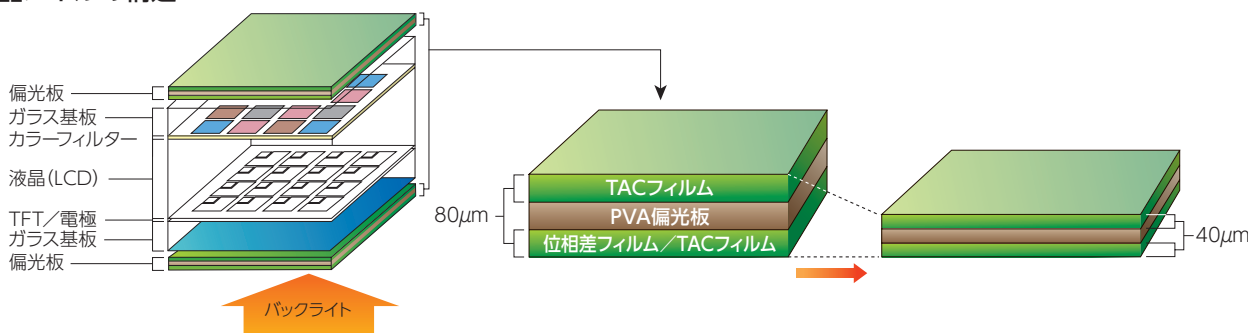 偏光板
ガラス基板
カラーフィルター
液晶(LCD)
TFT／電極
ガラス基板
偏光板
バックライト
80μm
TACフィルム
PVA偏光板
位相差フィルム／TACフィルム
40μm